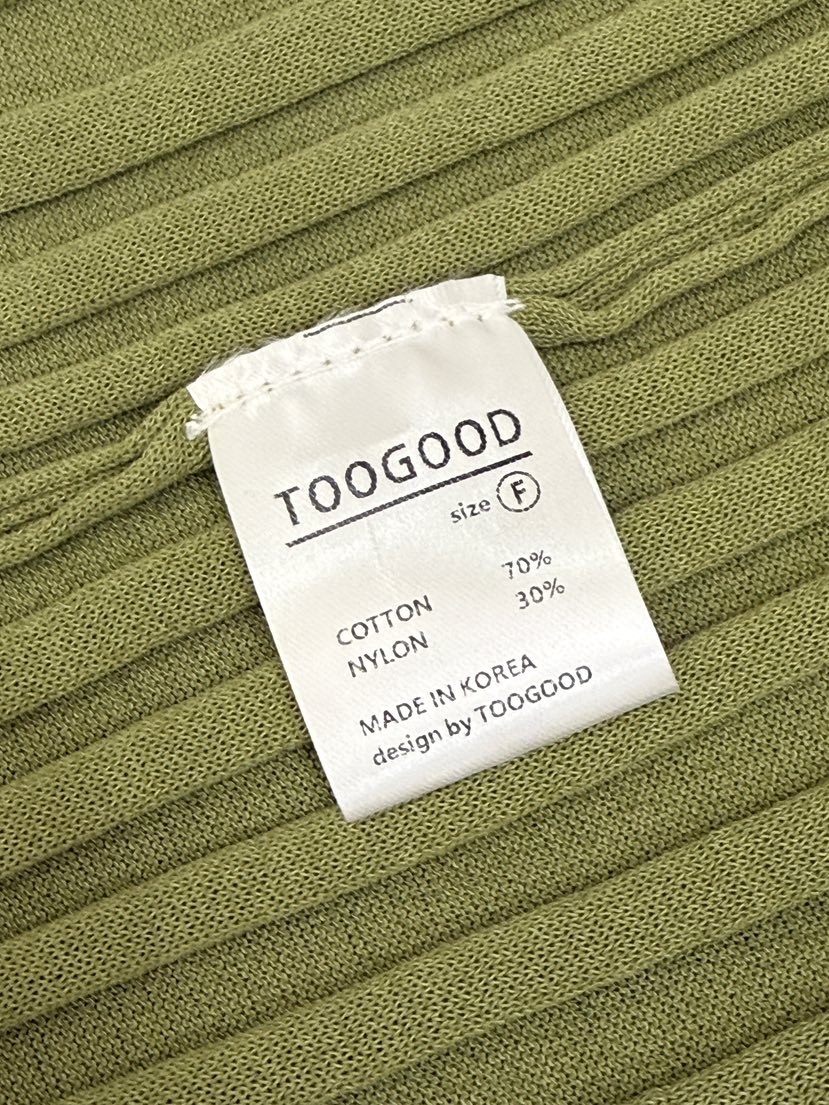 TOOGOOD
size F
COTTON 70%
NYLON 30%
MADE IN KOREA
design by TOOGOOD